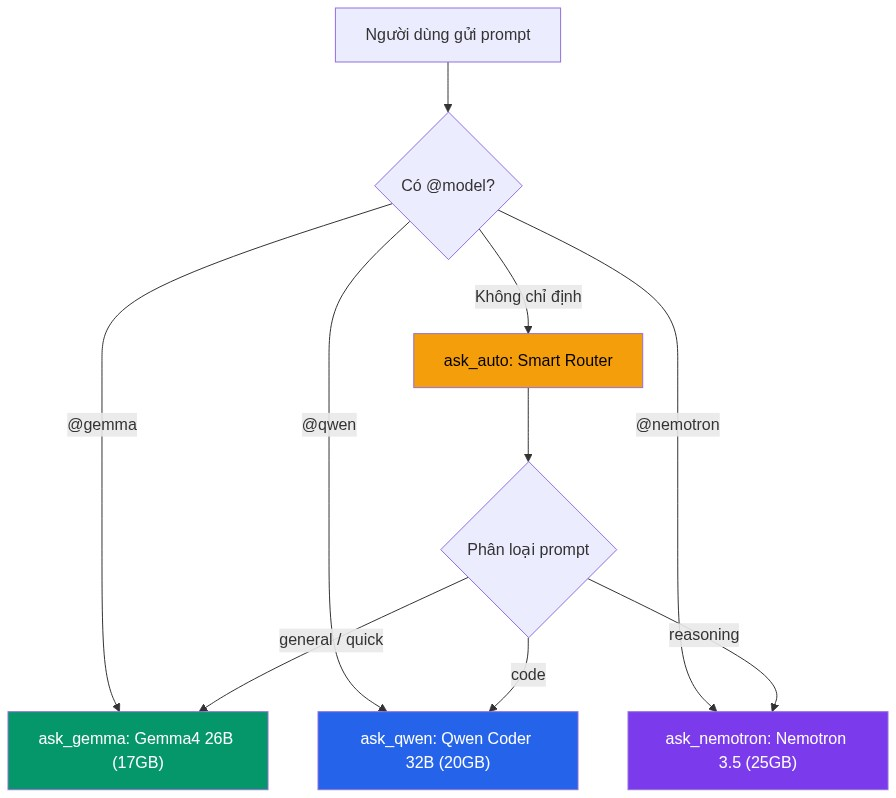 Người dùng gửi prompt
Có @model?
Không chỉ định
ask_auto: Smart Router
@gemma
@qwen
@nemotron
Phân loại prompt
general / quick
reasoning
code
ask_gemma: Gemma4 26B
(17GB)
ask_qwen: Qwen Coder
32B (20GB)
ask_nemotron: Nemotron
3.5 (25GB)